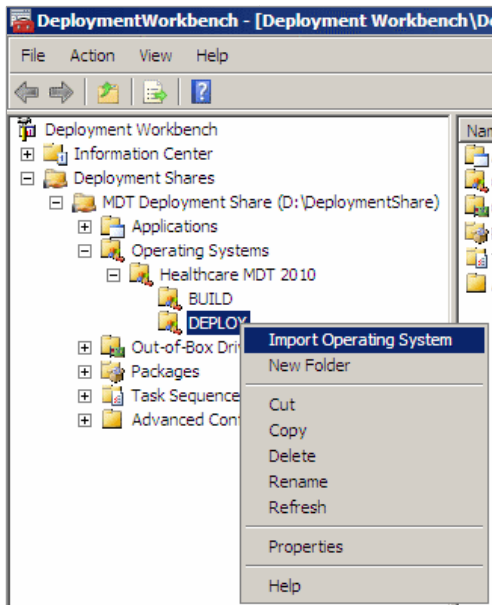 DeploymentWorkbench - [Deployment Workbench\De
File Action View Help
Deployment Workbench
Information Center
Deployment Shares
MDT Deployment Share (D:\DeploymentShare)
Applications
Operating Systems
Healthcare MDT 2010
BUILD
DEPLOY
Out-of-Box Dri
Packages
Task Sequence
Advanced Con
Nam
Import Operating System
New Folder
Cut
Copy
Delete
Rename
Refresh
Properties
Help